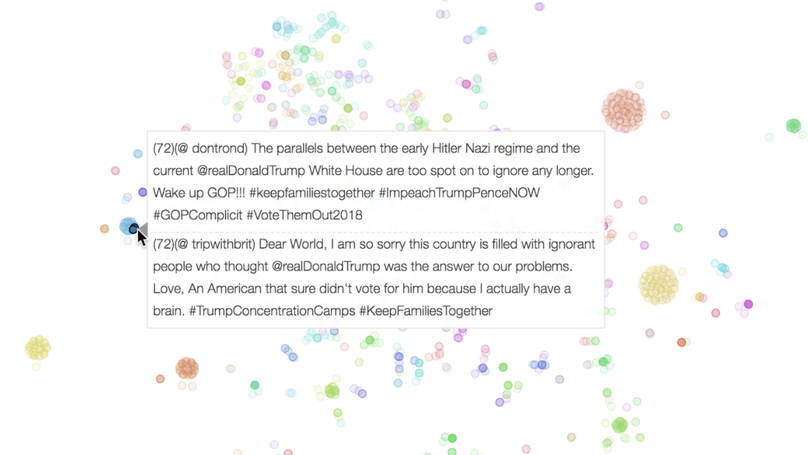 (72)(@ dontrond) The parallels between the early Hitler Nazi regime and the
current @realDonaldTrump White House are too spot on to ignore any longer.
Wake up GOP!!! #keepfamiliestogether #ImpeachTrumpPenceNOW
#GOPComplicit #VoteThemOut2018
(72)(@ tripwithbrit) Dear World, I am so sorry this country is filled with ignorant
people who thought @realDonaldTrump was the answer to our problems.
Love, An American that sure didn't vote for him because I actually have a
brain. #TrumpConcentrationCamps #KeepFamiliesTogether